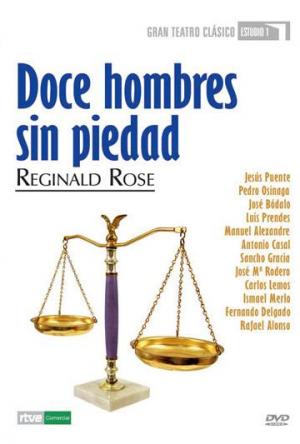 GRAN TEATRO CLÁSICO ESTUDIO 1
Doce hombres
sin piedad
REGINALD ROSE
Jesús Puente
Pedro Osinaga
José Bódalo
Luis Prendes
Manuel Alexandre
Antonio Casal
Sancho Gracia
José Mª Rodero
Carlos Lemos
Ismael Merlo
Fernando Delgado
Rafael Alonso
rtve Comercial
DVD